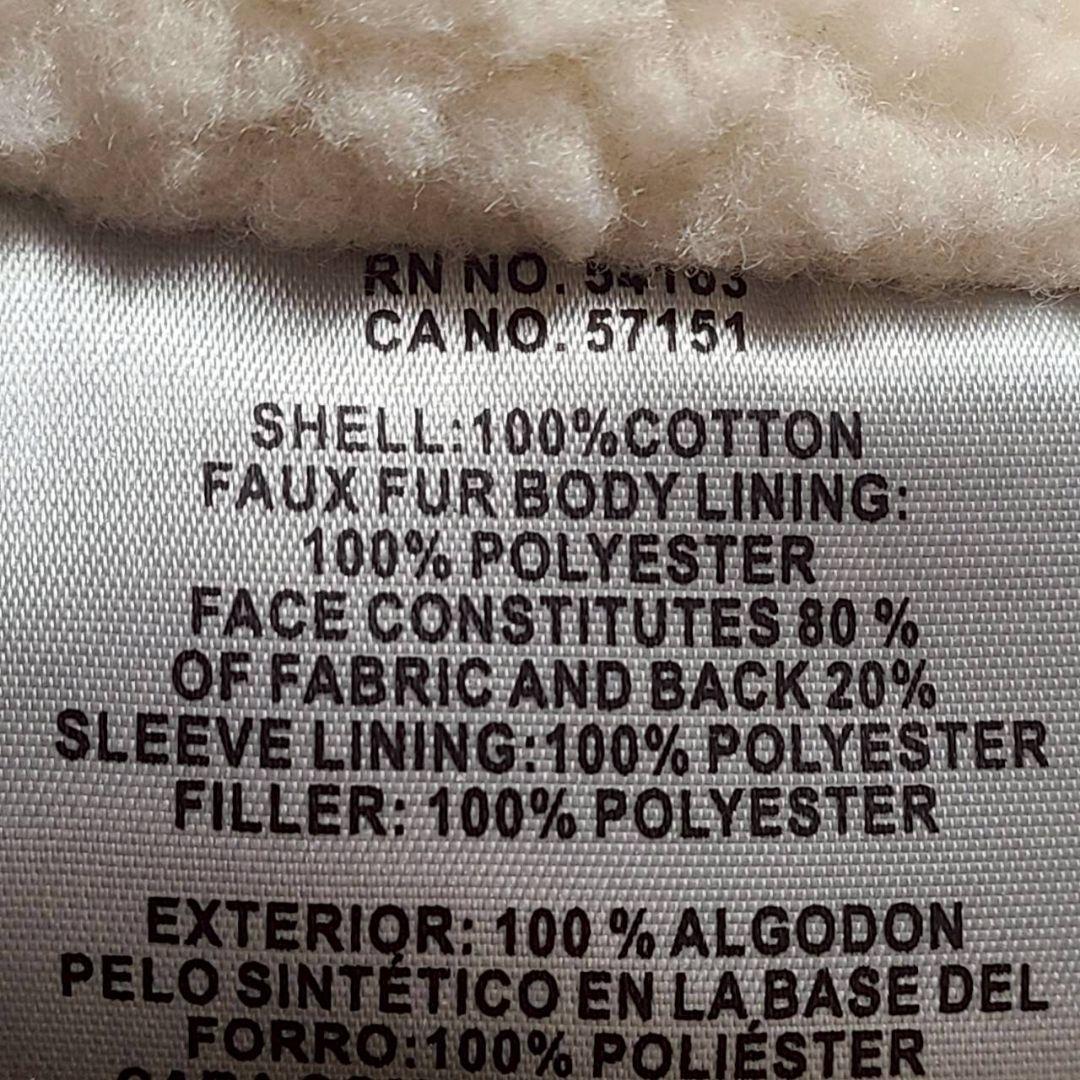 RN NO. 54163
CA NO. 57151
SHELL:100%COTTON
FAUX FUR BODY LINING:
100% POLYESTER
FACE CONSTITUTES 80 %
OF FABRIC AND BACK 20%
SLEEVE LINING:100% POLYESTER
FILLER: 100% POLYESTER
EXTERIOR: 100 % ALGODON
PELO SINTÉTICO EN LA BASE DEL
FORRO:100% POLIÉSTER